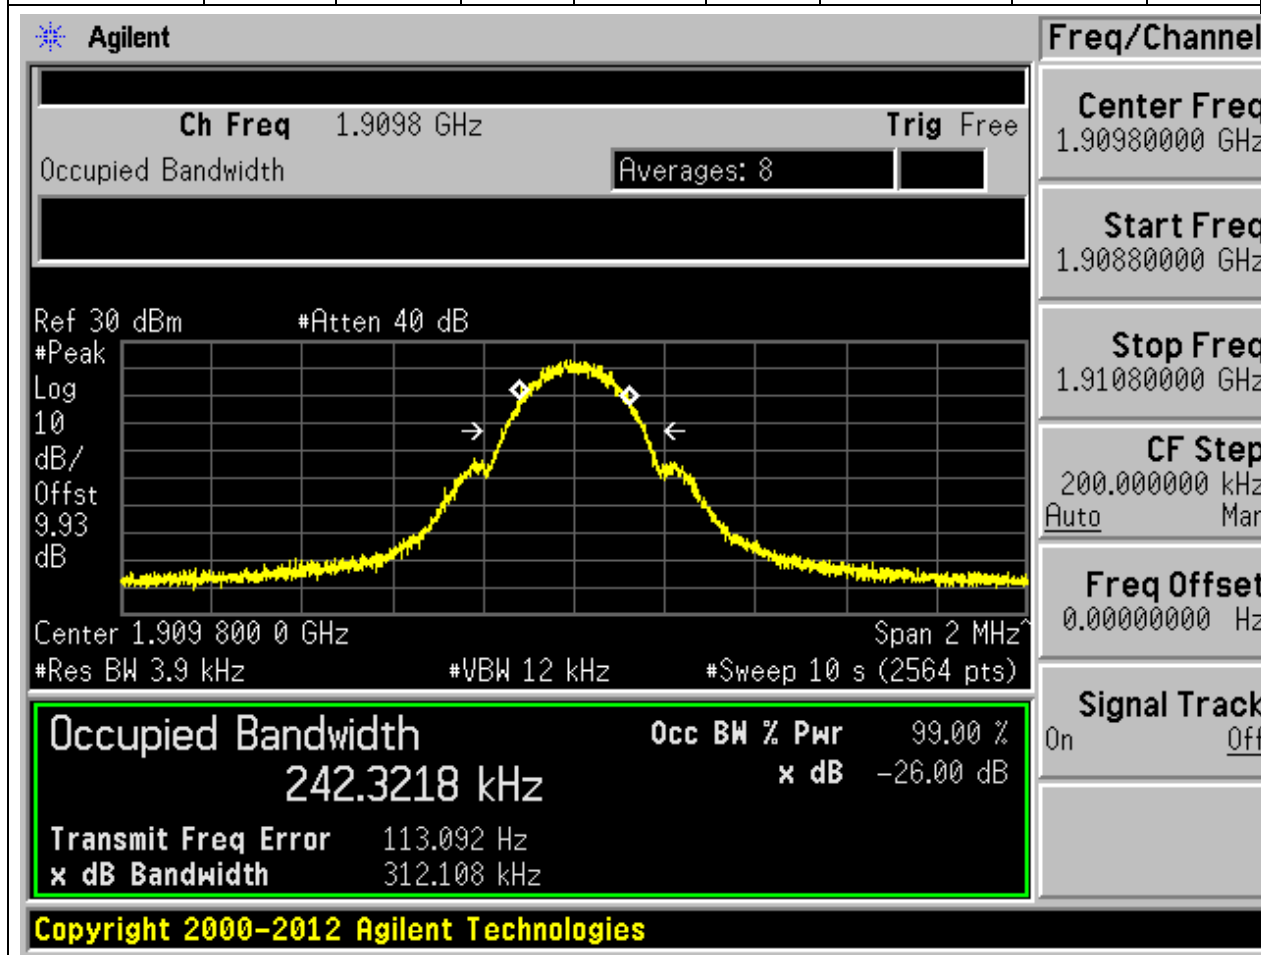 Agilent
Freq/Channel
Ch Freq 1.9098 GHz Trig Free
Occupied Bandwidth Averages: 8
Center Freq
1.90980000 GHz
Start Freq
1.90880000 GHz
Stop Freq
1.91080000 GHz
CF Step
200.000000 kHz
Auto Man
Freq Offset
0.00000000 Hz
Signal Track
On Off
Ref 30 dBm #Atten 40 dB
#Peak
Log
10
dB/
Offst
9.93
dB
Center 1.909 800 0 GHz Span 2 MHz^
#Res BW 3.9 kHz #VBW 12 kHz #Sweep 10 s (2564 pts)
Occupied Bandwidth Occ BW % Pwr 99.00 %
242.3218 kHz x dB -26.00 dB
Transmit Freq Error 113.092 Hz
x dB Bandwidth 312.108 kHz
Copyright 2000-2012 Agilent Technologies